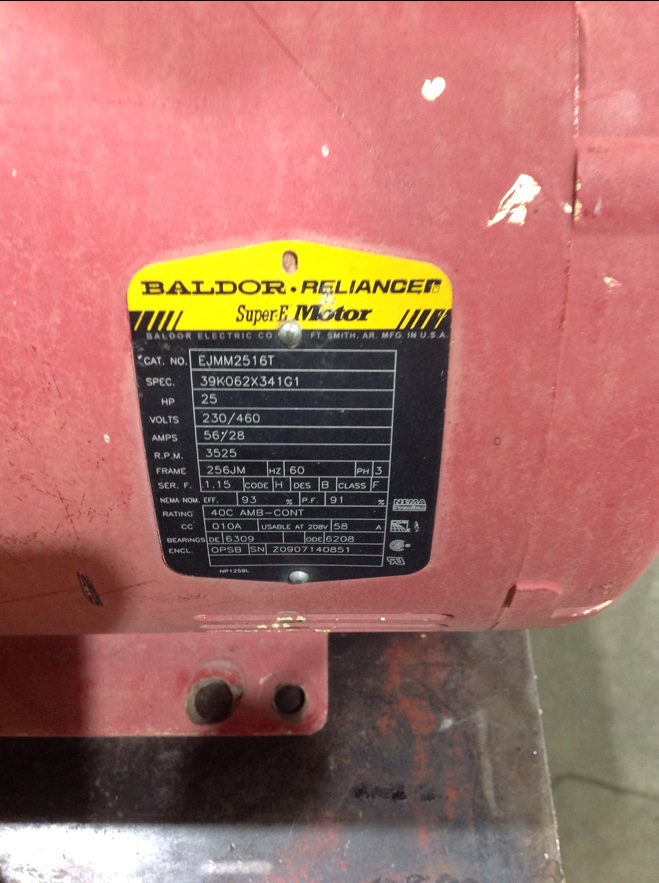 BALDOR • RELIANCER
Super-E Motor
BALDOR ELECTRIC CO. FT. SMITH, AR. MFG. IN U.S.A.
CAT. NO. EJMM2516T
SPEC. 39K062X341G1
HP 25
VOLTS 230/460
AMPS 56/28
R.P.M. 3525
FRAME 256JM HZ 60 PH 3
SER. F. 1.15 CODE H DES B CLASS F
NEMA NOM. EFF. 93 % P.F. 91 %
RATING 40C AMB-CONT
CC 010A USABLE AT 208V 58 A
BEARINGS DE 6309 ODE 6208
ENCL. OPSB SN Z0907140851
NEMA
Premium
NP1259L